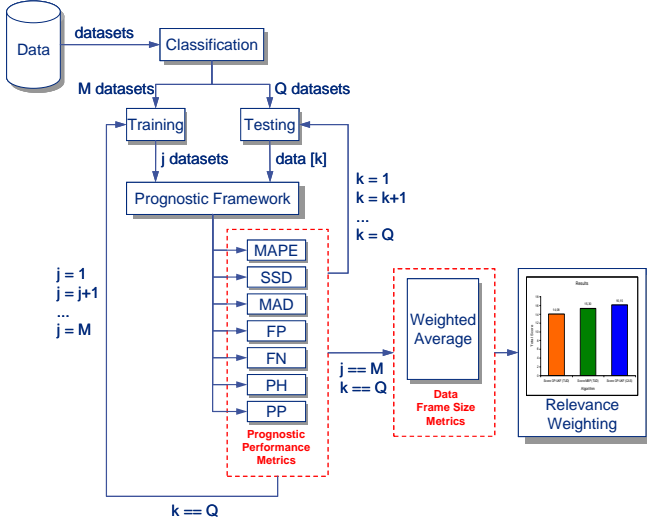 Data
datasets
Classification
M datasets
Q datasets
Training
Testing
j datasets
data [k]
Prognostic Framework
k = 1
k = k+1
...
k = Q
MAPE
SSD
MAD
FP
FN
PH
PP
Prognostic
Performance
Metrics
j = 1
j = j+1
...
j = M
k == Q
j == M
k == Q
Weighted
Average
Data
Frame Size
Metrics
Results
Algorithm
Relevance
Weighting